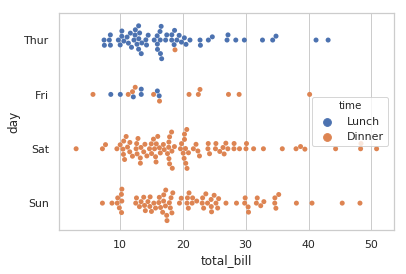 Thur
Fri
Sat
Sun
day
time
Lunch
Dinner
10
20
30
40
50
total_bill